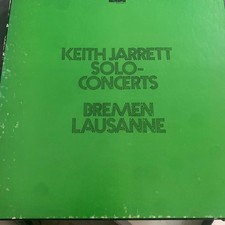 KEITH JARRETT
SOLO-
CONCERTS
BREMEN
LAUSANNE